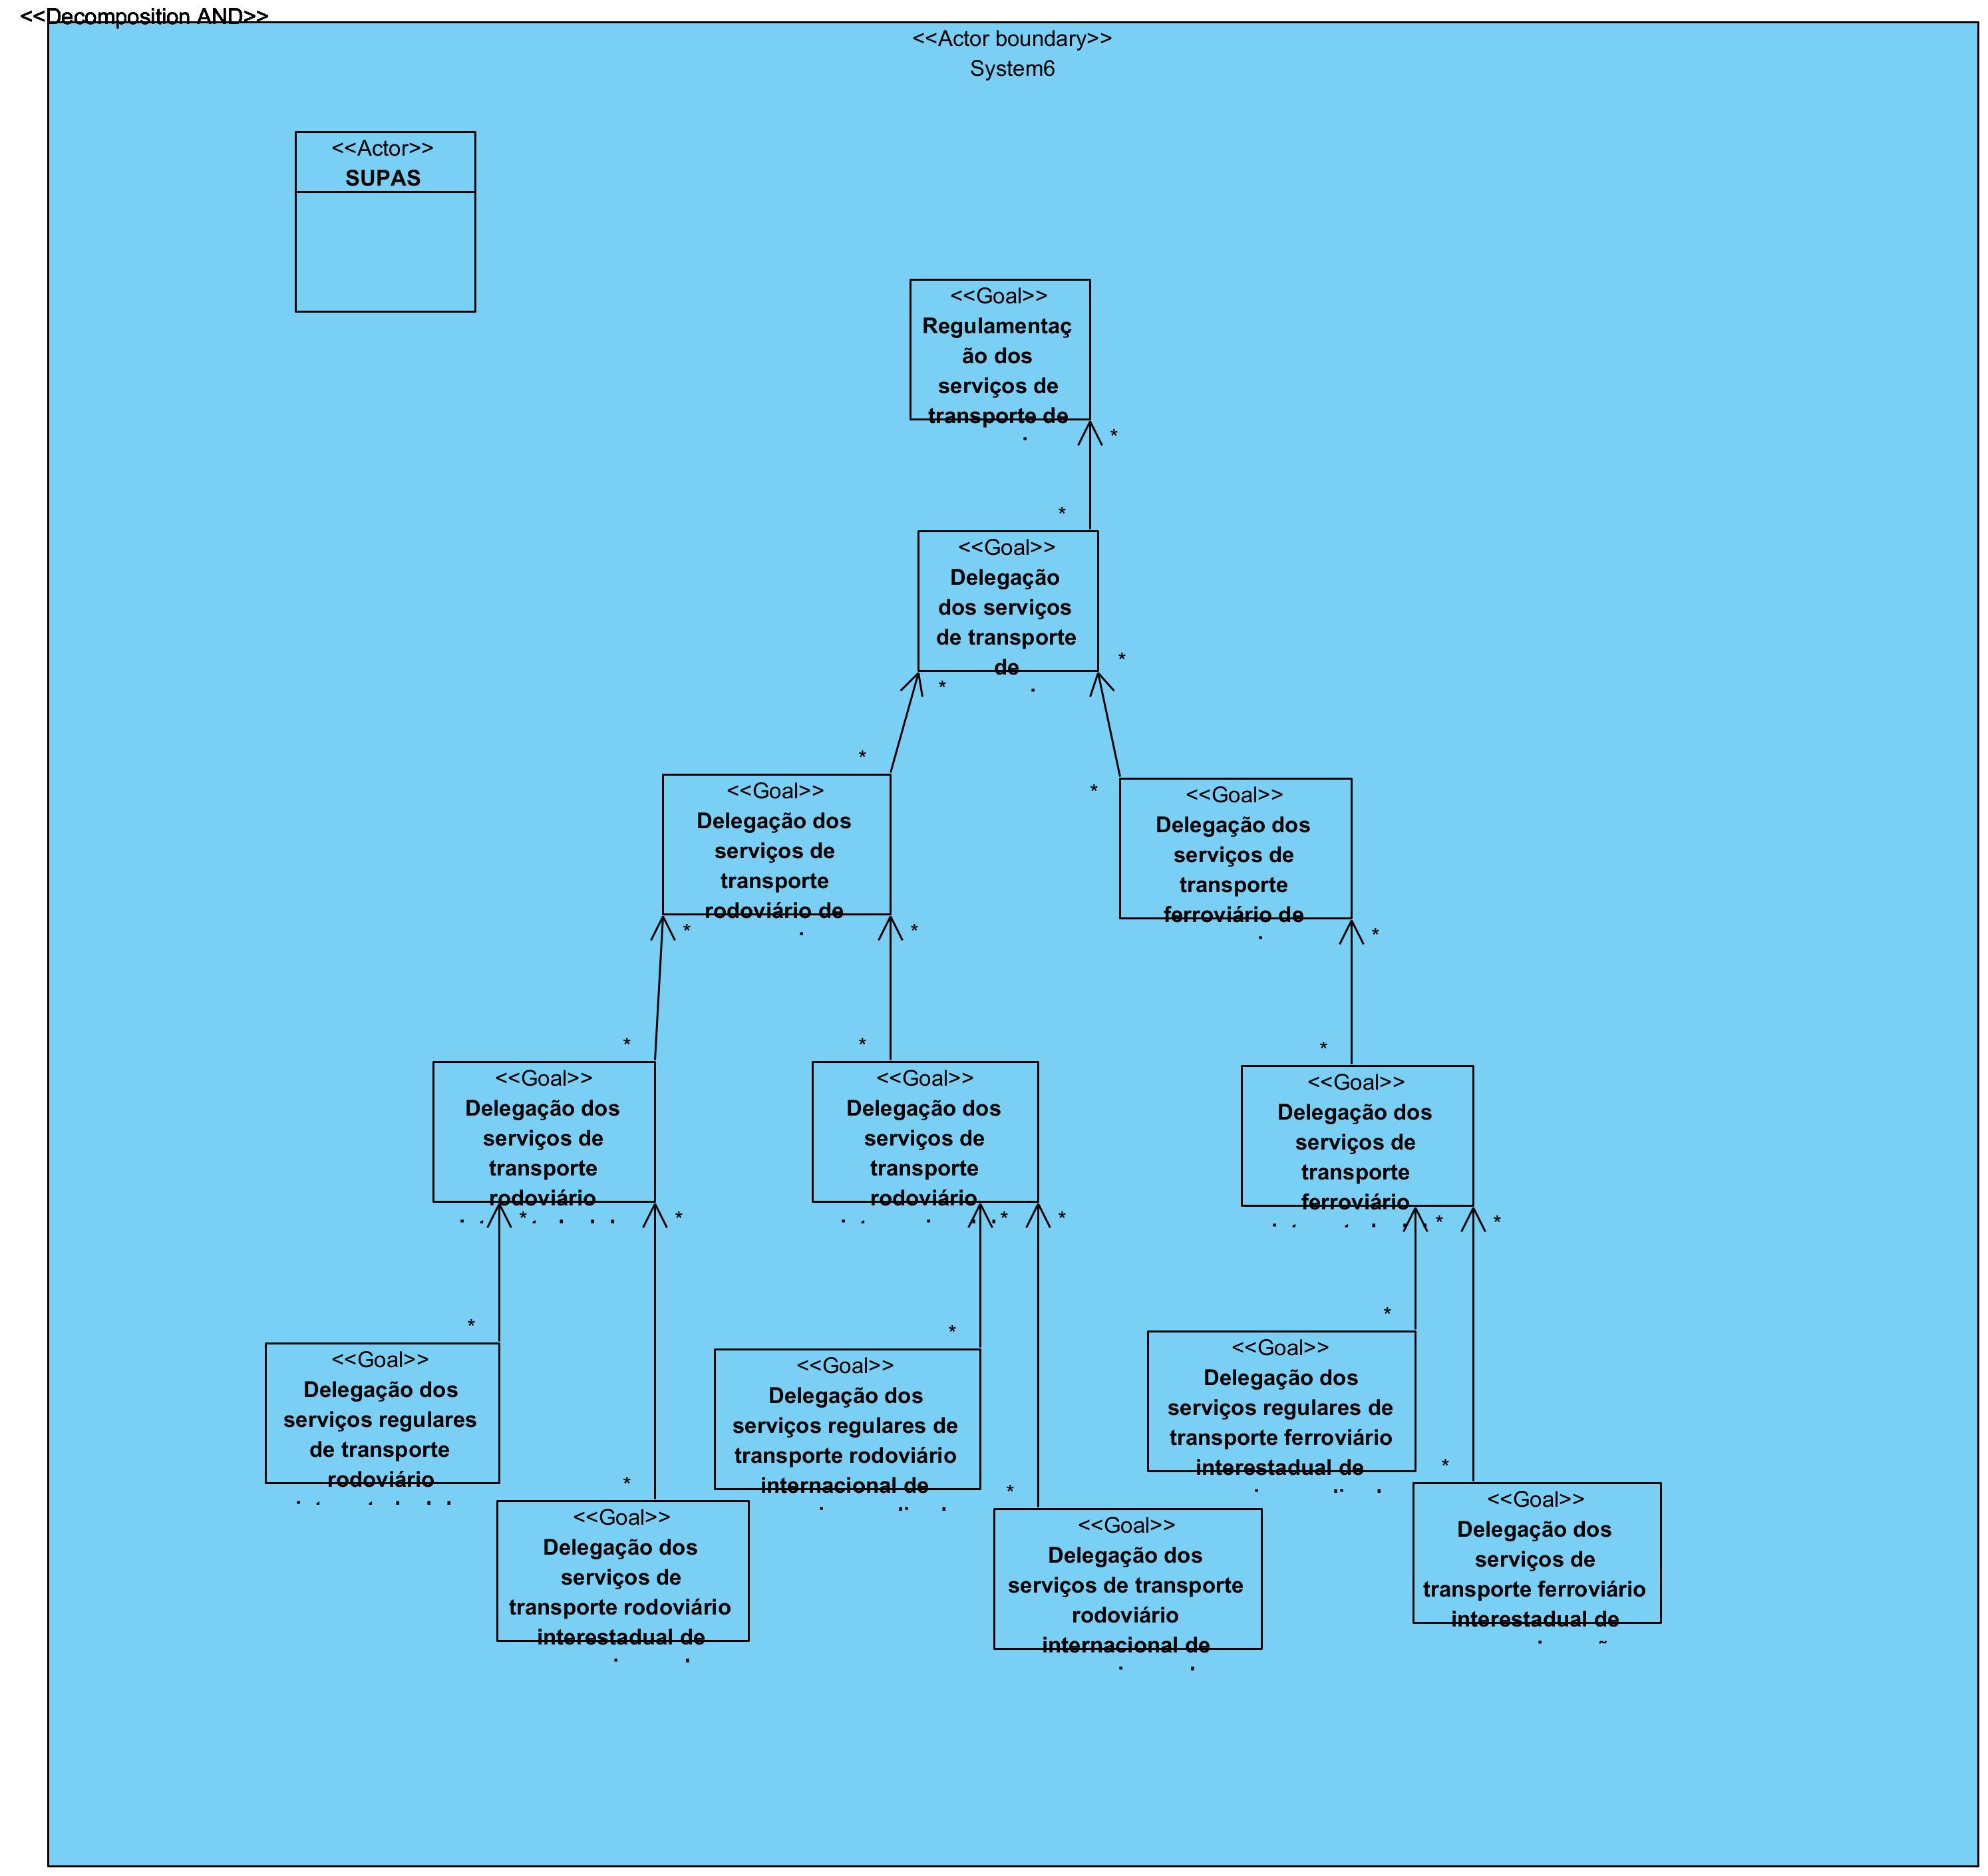 <<Decomposition AND>>
<<Actor boundary>>
System6
<<Actor>>
SUPAS
<<Goal>>
Regulamentaç
ão dos
serviços de
transporte de
*
*
<<Goal>>
Delegação
dos serviços
de transporte
de
*
*
*
*
<<Goal>>
Delegação dos
serviços de
transporte
rodoviário de
<<Goal>>
Delegação dos
serviços de
transporte
ferroviário de
*
*
*
*
*
*
<<Goal>>
Delegação dos
serviços de
transporte
rodoviário
<<Goal>>
Delegação dos
serviços de
transporte
rodoviário
<<Goal>>
Delegação dos
serviços de
transporte
ferroviário
*
*
*
*
*
*
*
*
*
<<Goal>>
Delegação dos
serviços regulares
de transporte
rodoviário
<<Goal>>
Delegação dos
serviços regulares de
transporte rodoviário
internacional de
<<Goal>>
Delegação dos
serviços regulares de
transporte ferroviário
interestadual de
*
*
*
<<Goal>>
Delegação dos
serviços de
transporte rodoviário
interestadual de
<<Goal>>
Delegação dos
serviços de transporte
rodoviário
internacional de
<<Goal>>
Delegação dos
serviços de
transporte ferroviário
interestadual de